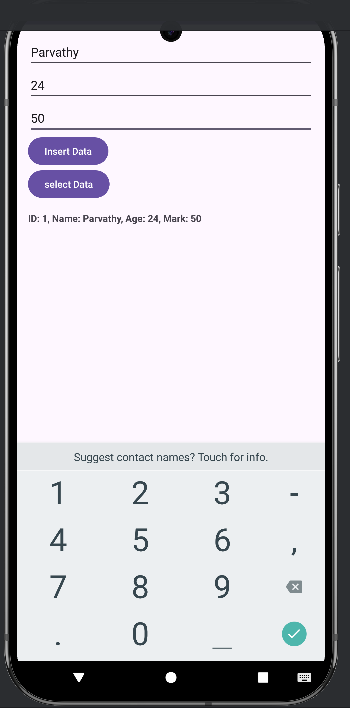 Parvathy
24
50
Insert Data
select Data
ID: 1, Name: Parvathy, Age: 24, Mark: 50
Suggest contact names? Touch for info.
1 2 3 -
4 5 6 ,
7 8 9
. 0 _